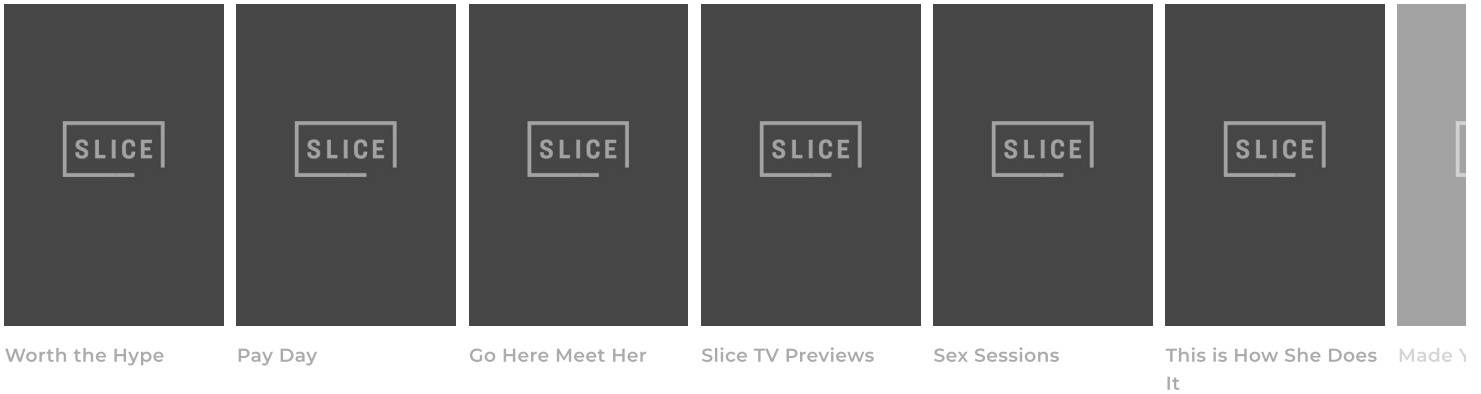 SLICE
SLICE
SLICE
SLICE
SLICE
SLICE
Worth the Hype
Pay Day
Go Here Meet Her
Slice TV Previews
Sex Sessions
This is How She Does
It
Made